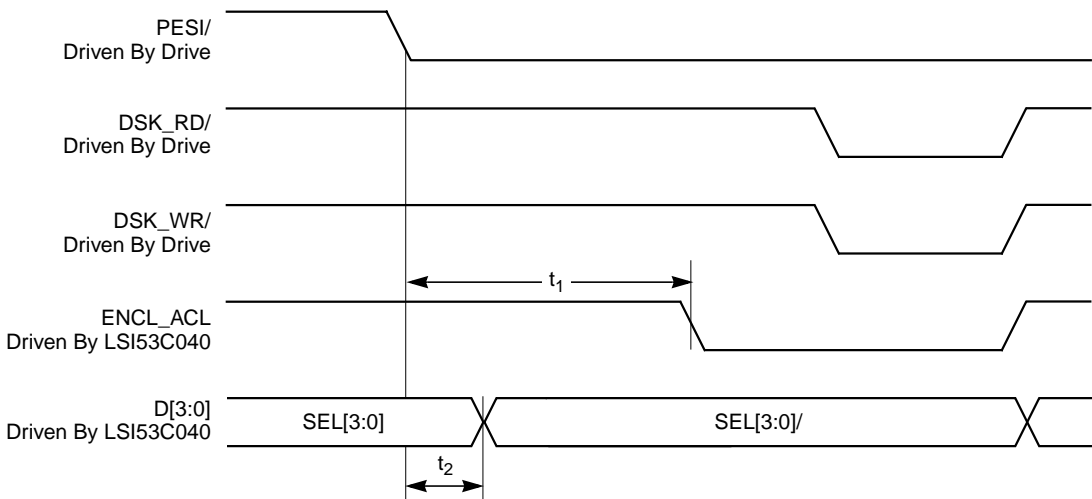 PESI/
Driven By Drive
DSK_RD/
Driven By Drive
DSK_WR/
Driven By Drive
t1
ENCL_ACL
Driven By LSI53C040
D[3:0]
Driven By LSI53C040
SEL[3:0]
SEL[3:0]/
t2